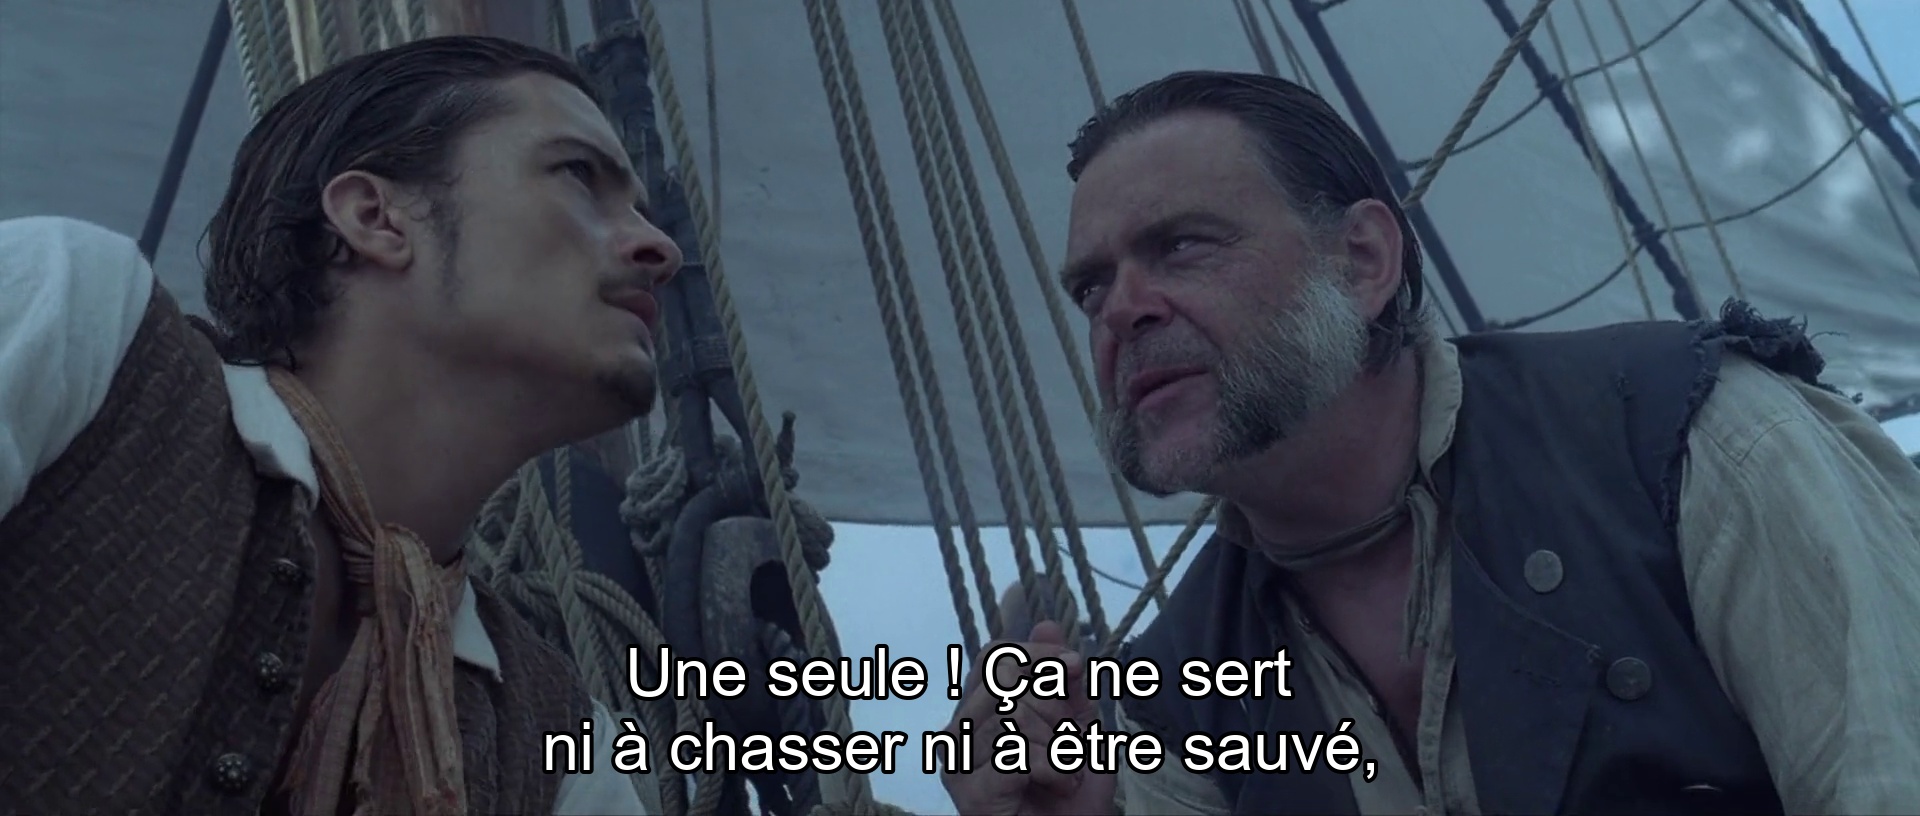 Une seule ! Ça ne sert
ni à chasser ni à être sauvé,